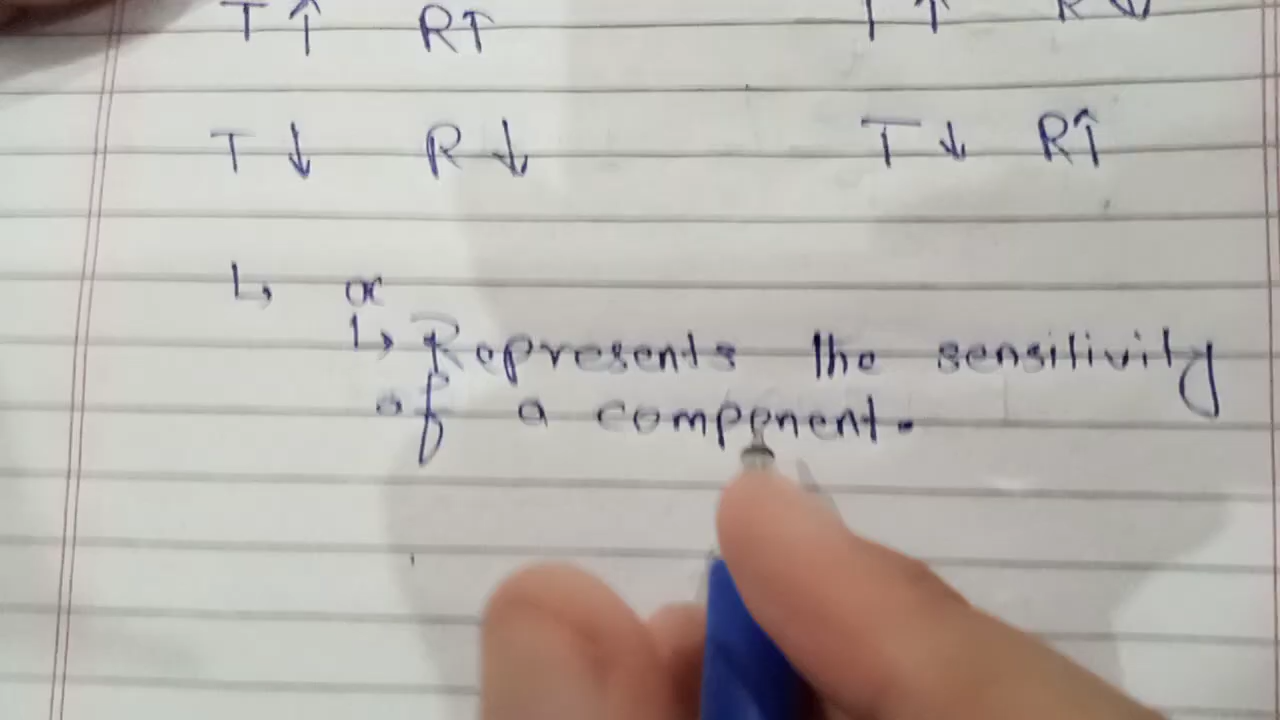 T ↑ R↑ T ↑ R↓
T ↓ R ↓ T ↓ R↑
↳ α
↳ Represents the sensitivity
of a component.